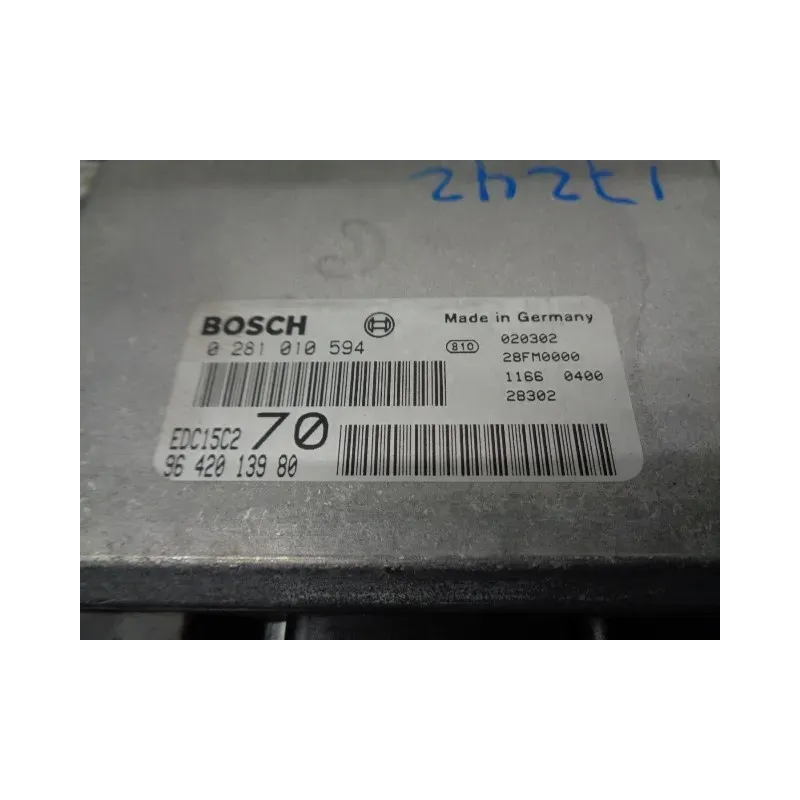 17242
BOSCH
0 281 010 594
EDC15C2 70
96 420 139 80
Made in Germany
810 020302
28FM0000
1166 0400
28302